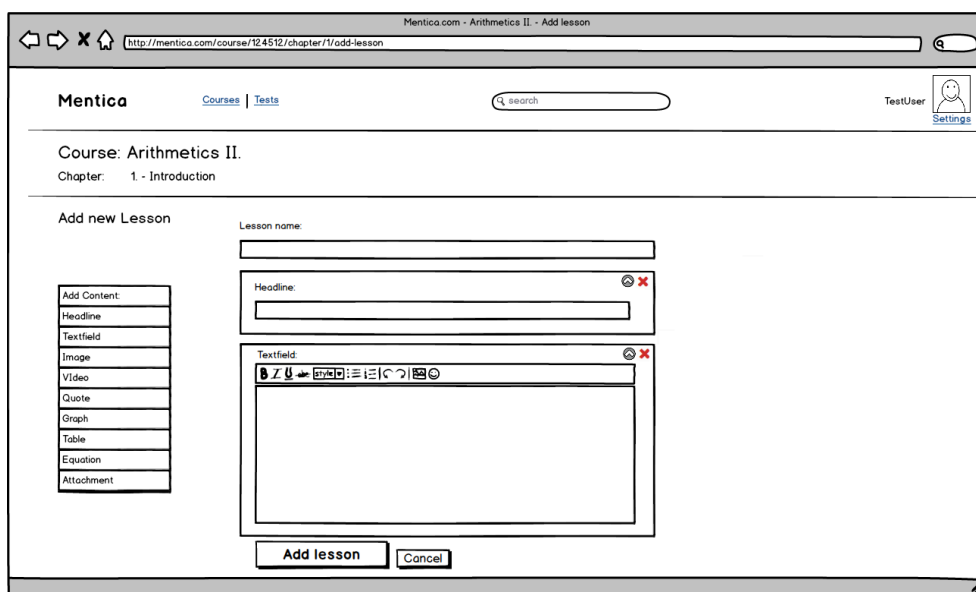 Mentica.com - Arithmetics II. - Add lesson
http://mentica.com/course/124512/chapter/1/add-lesson
Mentica
Courses | Tests
search
TestUser
Settings
Course: Arithmetics II.
Chapter: 1. - Introduction
Add new Lesson
Lesson name:
Headline:
Add Content:
Headline
Textfield
Image
VIdeo
Quote
Graph
Table
Equation
Attachment
Textfield:
B I U abc style
Add lesson
Cancel